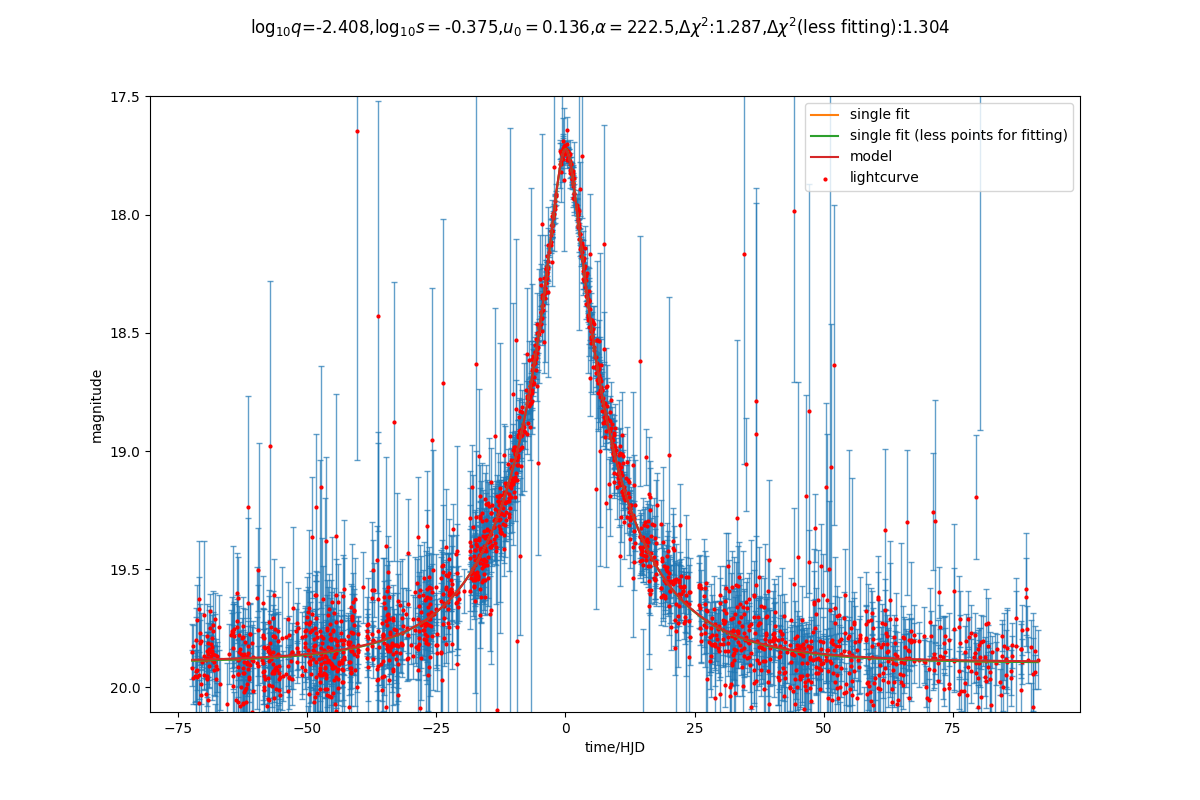 log₁₀q=-2.408,log₁₀s = -0.375,u₀ = 0.136,α = 222.5,Δχ²:1.287,Δχ²(less fitting):1.304
17.5
18.0
18.5
19.0
19.5
20.0
magnitude
−75
−50
−25
0
25
50
75
time/HJD
single fit
single fit (less points for fitting)
model
lightcurve